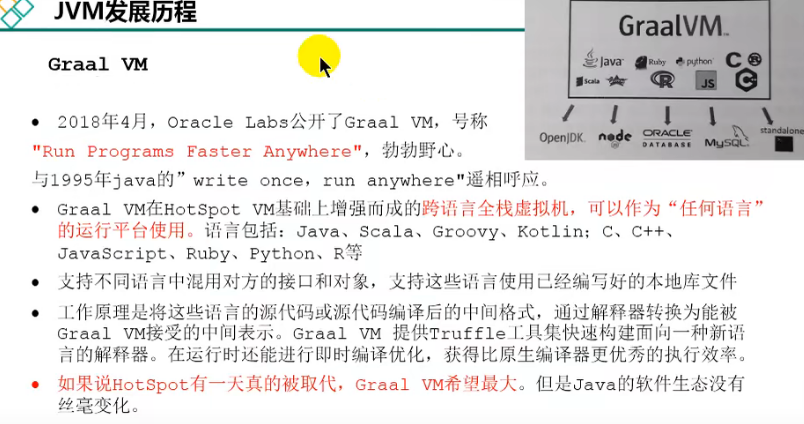 JVM发展历程
GraalVM™
Java Ruby python C R
Scala R JS C
OpenJDK. node ORACLE DATABASE MySQL. standalone
Graal VM
• 2018年4月，Oracle Labs公开了Graal VM，号称
"Run Programs Faster Anywhere"，勃勃野心。
与1995年java的”write once，run anywhere"遥相呼应。
• Graal VM在HotSpot VM基础上增强而成的跨语言全栈虚拟机，可以作为“任何语言”
的运行平台使用。语言包括：Java、Scala、Groovy、Kotlin；C、C++、
JavaScript、Ruby、Python、R等
• 支持不同语言中混用对方的接口和对象，支持这些语言使用已经编写好的本地库文件
• 工作原理是将这些语言的源代码或源代码编译后的中间格式，通过解释器转换为能被
Graal VM接受的中间表示。Graal VM 提供Truffle工具集快速构建面向一种新语
言的解释器。在运行时还能进行即时编译优化，获得比原生编译器更优秀的执行效率。
• 如果说HotSpot有一天真的被取代，Graal VM希望最大。但是Java的软件生态没有
丝毫变化。